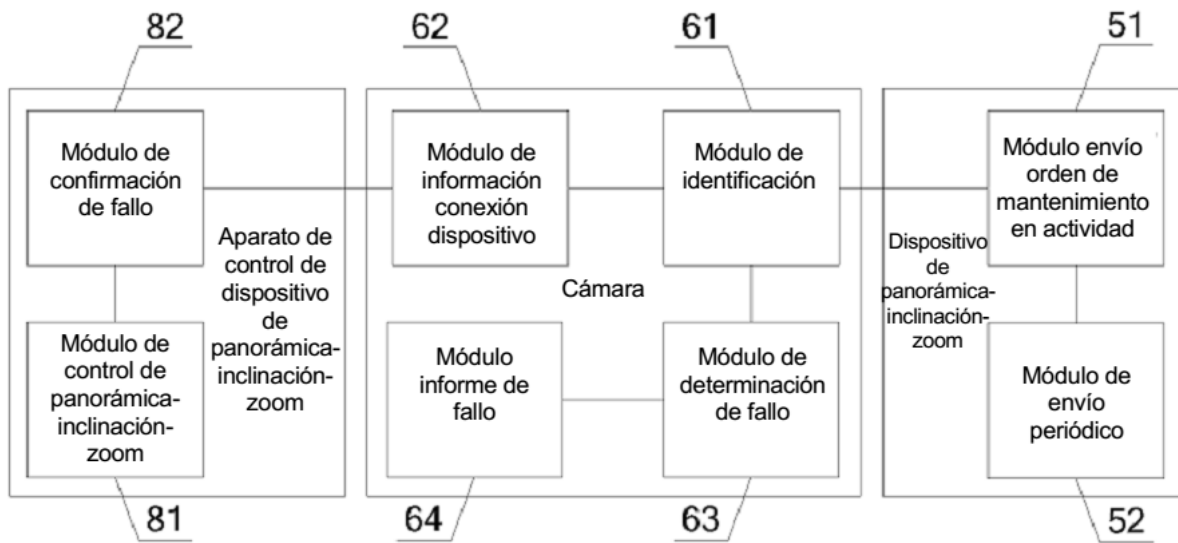 82
62
61
51
Módulo de
confirmación
de fallo
Módulo de
información
conexión
dispositivo
Módulo de
identificación
Módulo envío
orden de
mantenimiento
en actividad
Aparato de
control de
dispositivo
de
panorámica-
inclinación-
zoom
Cámara
Dispositivo
de
panorámica-
inclinación-
zoom
Módulo de
control de
panorámica-
inclinación-
zoom
Módulo
informe de
fallo
Módulo de
determinación
de fallo
Módulo de
envío
periódico
81
64
63
52